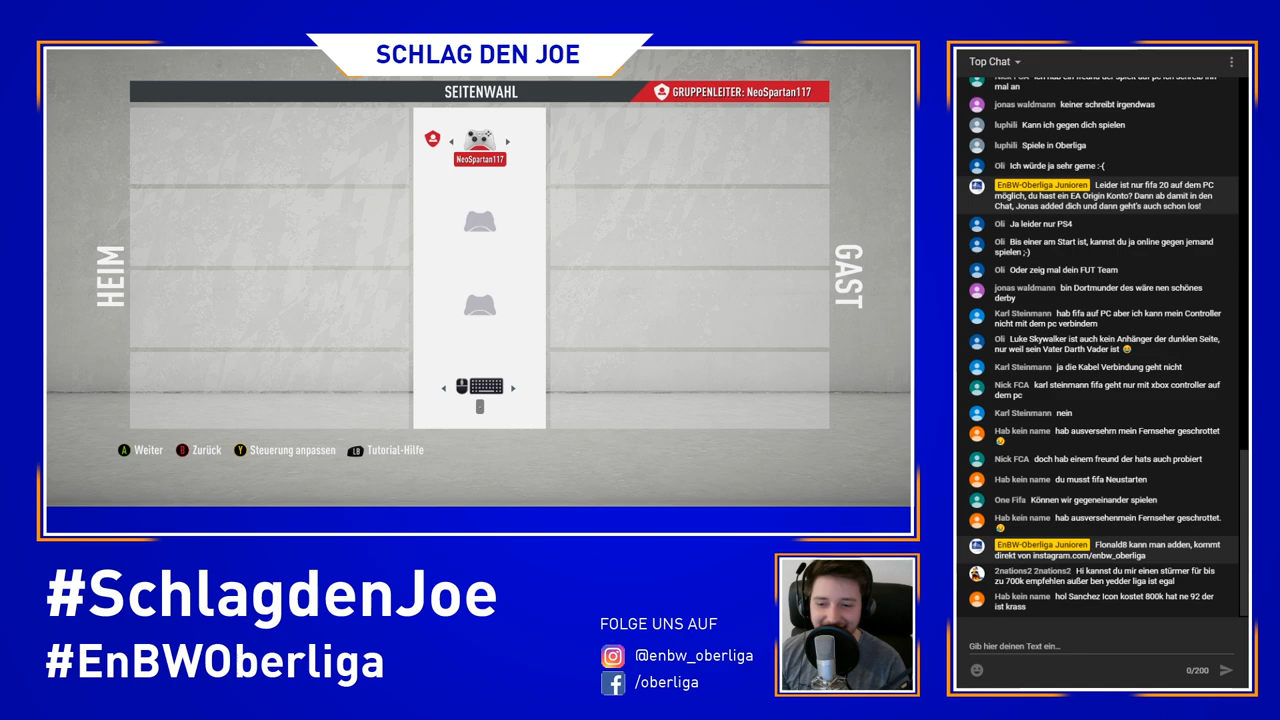 SCHLAG DEN JOE
SEITENWAHL
GRUPPENLEITER: NeoSpartan117
NeoSpartan117
HEIM
GAST
A Weiter
B Zurück
Y Steuerung anpassen
LB Tutorial-Hilfe
#SchlagdenJoe
#EnBWOberliga
FOLGE UNS AUF
@enbw_oberliga
/oberliga
Top Chat
mal an
jonas waldmann keiner schreibt irgendwas
luphili Kann ich gegen dich spielen
luphili Spiele in Oberliga
Oli Ich würde ja sehr gerne :-(
EnBW-Oberliga Junioren Leider ist nur fifa 20 auf dem PC
möglich, du hast ein EA Origin Konto? Dann ab damit in den
Chat, Jonas added dich und dann geht's auch schon los!
Oli Ja leider nur PS4
Oli Bis einer am Start ist, kannst du ja online gegen jemand
spielen ;-)
Oli Oder zeig mal dein FUT Team
jonas waldmann bin Dortmunder des wäre nen schönes
derby
Karl Steinmann hab fifa auf PC aber ich kann mein Controller
nicht mit dem pc verbindern
Oli Luke Skywalker ist auch kein Anhänger der dunklen Seite,
nur weil sein Vater Darth Vader ist 😂
Karl Steinmann ja die Kabel Verbindung geht nicht
Nick FCA karl steinmann fifa geht nur mit xbox controller auf
dem pc
Karl Steinmann nein
Hab kein name hab ausversehrn mein Fernseher geschrottet
🤣
Nick FCA doch hab einem freund der hats auch probiert
Hab kein name du musst fifa Neustarten
One Fifa Können wir gegeneinander spielen
Hab kein name hab ausversehenmein Fernseher geschrottet.
🤣
EnBW-Oberliga Junioren Flonald8 kann man adden, kommt
direkt von instagram.com/enbw_oberliga
2nations2 2nations2 Hi kannst du mir einen stürmer für bis
zu 700k empfehlen außer ben yedder liga ist egal
Hab kein name hol Sanchez Icon kostet 800k hat ne 92 der
ist krass
Gib hier deinen Text ein...
0/200